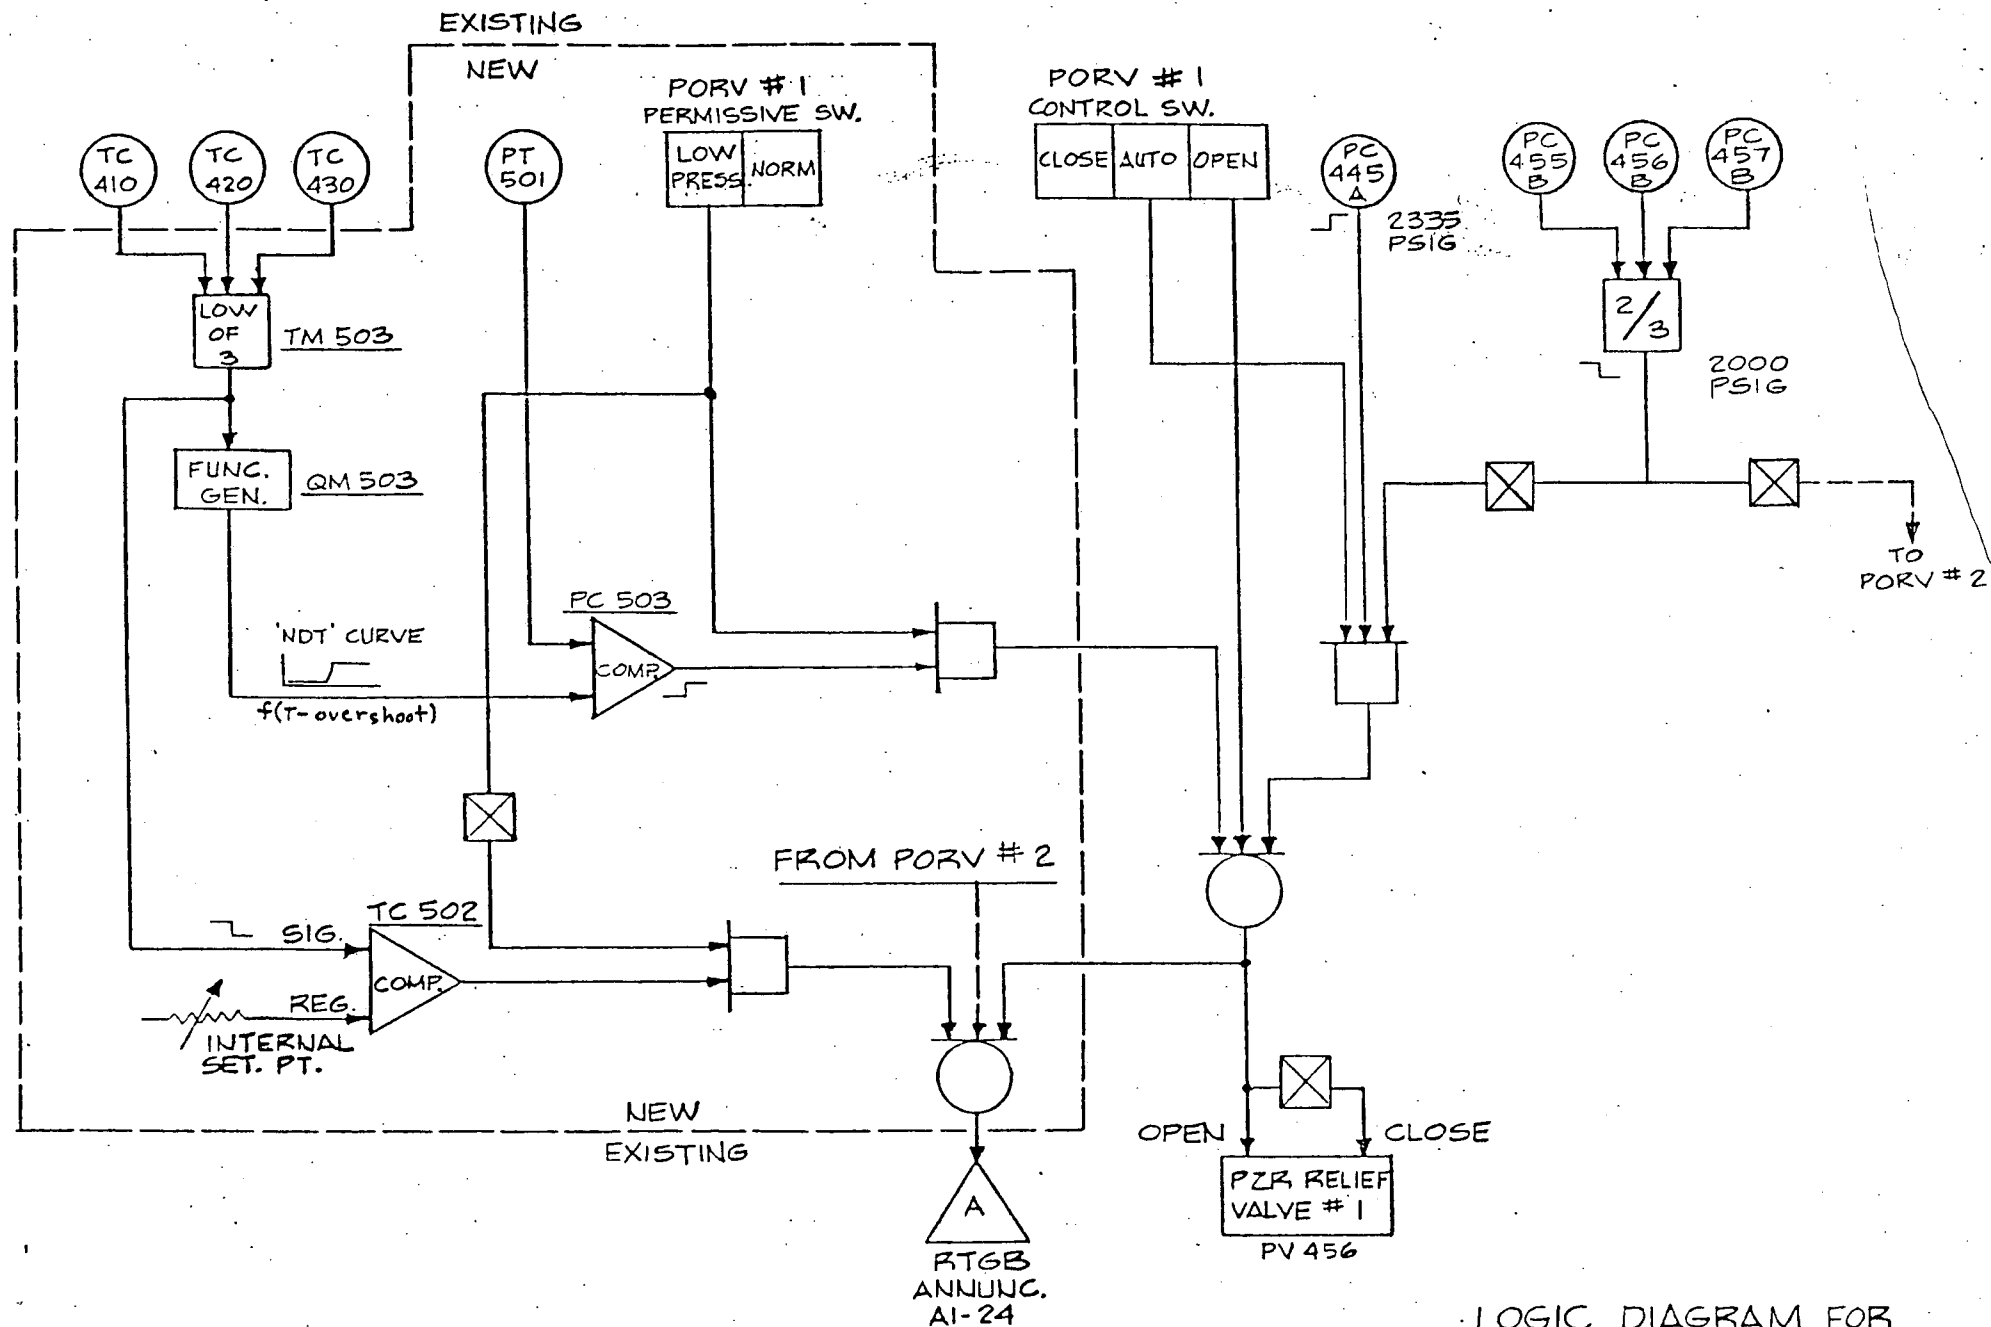 EXISTING
NEW
PORV # 1
PERMISSIVE SW.
LOW
PRESS.
NORM
PORV # 1
CONTROL SW.
CLOSE
AUTO
OPEN
TC
410
TC
420
TC
430
PT
501
PC
445
A
2335
PSIG
PC
455
B
PC
456
B
PC
457
B
LOW
OF
3
TM 503
2/3
2000
PSIG
FUNC.
GEN.
QM 503
TO
PORV # 2
PC 503
COMP.
'NDT' CURVE
f(T-overshoot)
FROM PORV # 2
TC 502
SIG.
COMP.
REG.
INTERNAL
SET. PT.
NEW
EXISTING
OPEN
CLOSE
PZR RELIEF
VALVE # 1
PV 456
A
RTGB
ANNUNC.
A1-24
LOGIC DIAGRAM FOR